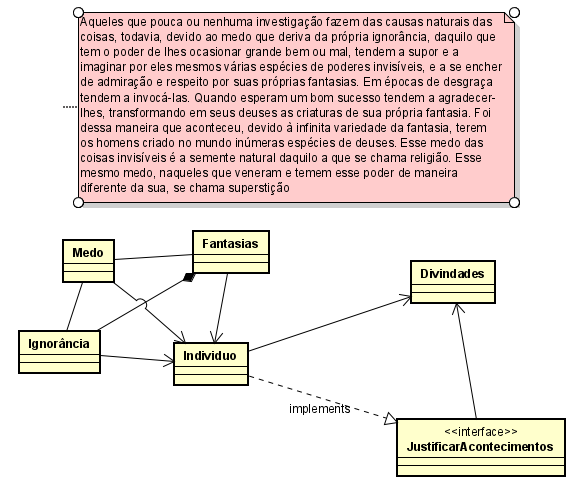 Aqueles que pouca ou nenhuma investigação fazem das causas naturais das
coisas, todavia, devido ao medo que deriva da própria ignorância, daquilo que
tem o poder de lhes ocasionar grande bem ou mal, tendem a supor e a
imaginar por eles mesmos várias espécies de poderes invisíveis, e a se encher
de admiração e respeito por suas próprias fantasias. Em épocas de desgraça
tendem a invocá-las. Quando esperam um bom sucesso tendem a agradecer-
lhes, transformando em seus deuses as criaturas de sua própria fantasia. Foi
dessa maneira que aconteceu, devido à infinita variedade da fantasia, terem
os homens criado no mundo inúmeras espécies de deuses. Esse medo das
coisas invisíveis é a semente natural daquilo a que se chama religião. Esse
mesmo medo, naqueles que veneram e temem esse poder de maneira
diferente da sua, se chama superstição
Fantasias
Medo
Divindades
Ignorância
Individuo
implements
<<interface>>
JustificarAcontecimentos